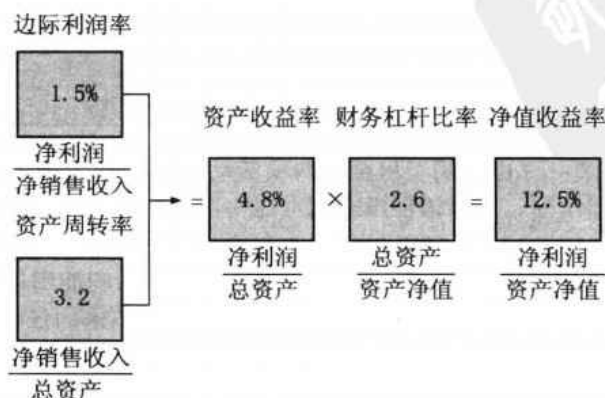 边际利润率
1.5%
净利润
净销售收入
资产周转率
3.2
净销售收入
总资产
=
资产收益率
4.8%
净利润
总资产
×
财务杠杆比率
2.6
总资产
资产净值
=
净值收益率
12.5%
净利润
资产净值